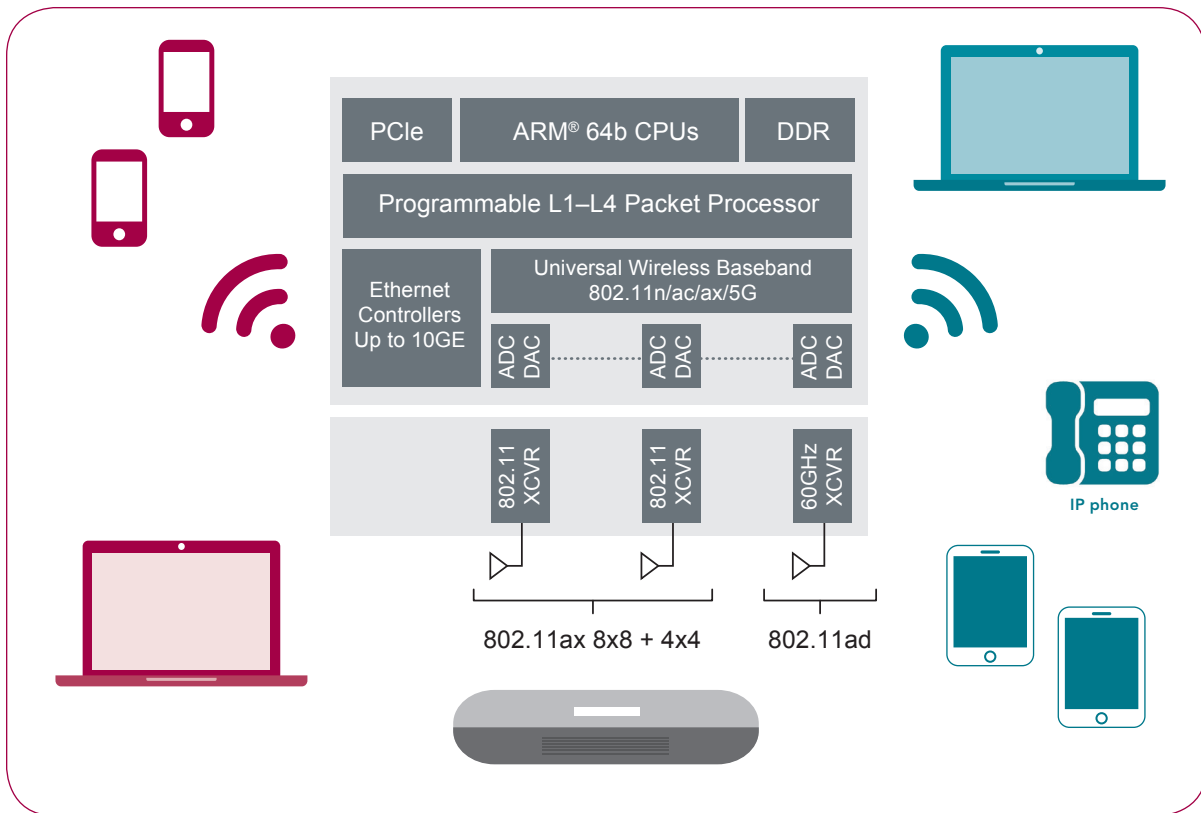 PCIe
ARM® 64b CPUs
DDR
Programmable L1–L4 Packet Processor
Ethernet
Controllers
Up to 10GE
Universal Wireless Baseband
802.11n/ac/ax/5G
ADC
DAC
ADC
DAC
ADC
DAC
802.11
XCVR
802.11
XCVR
60GHz
XCVR
IP phone
802.11ax 8x8 + 4x4
802.11ad